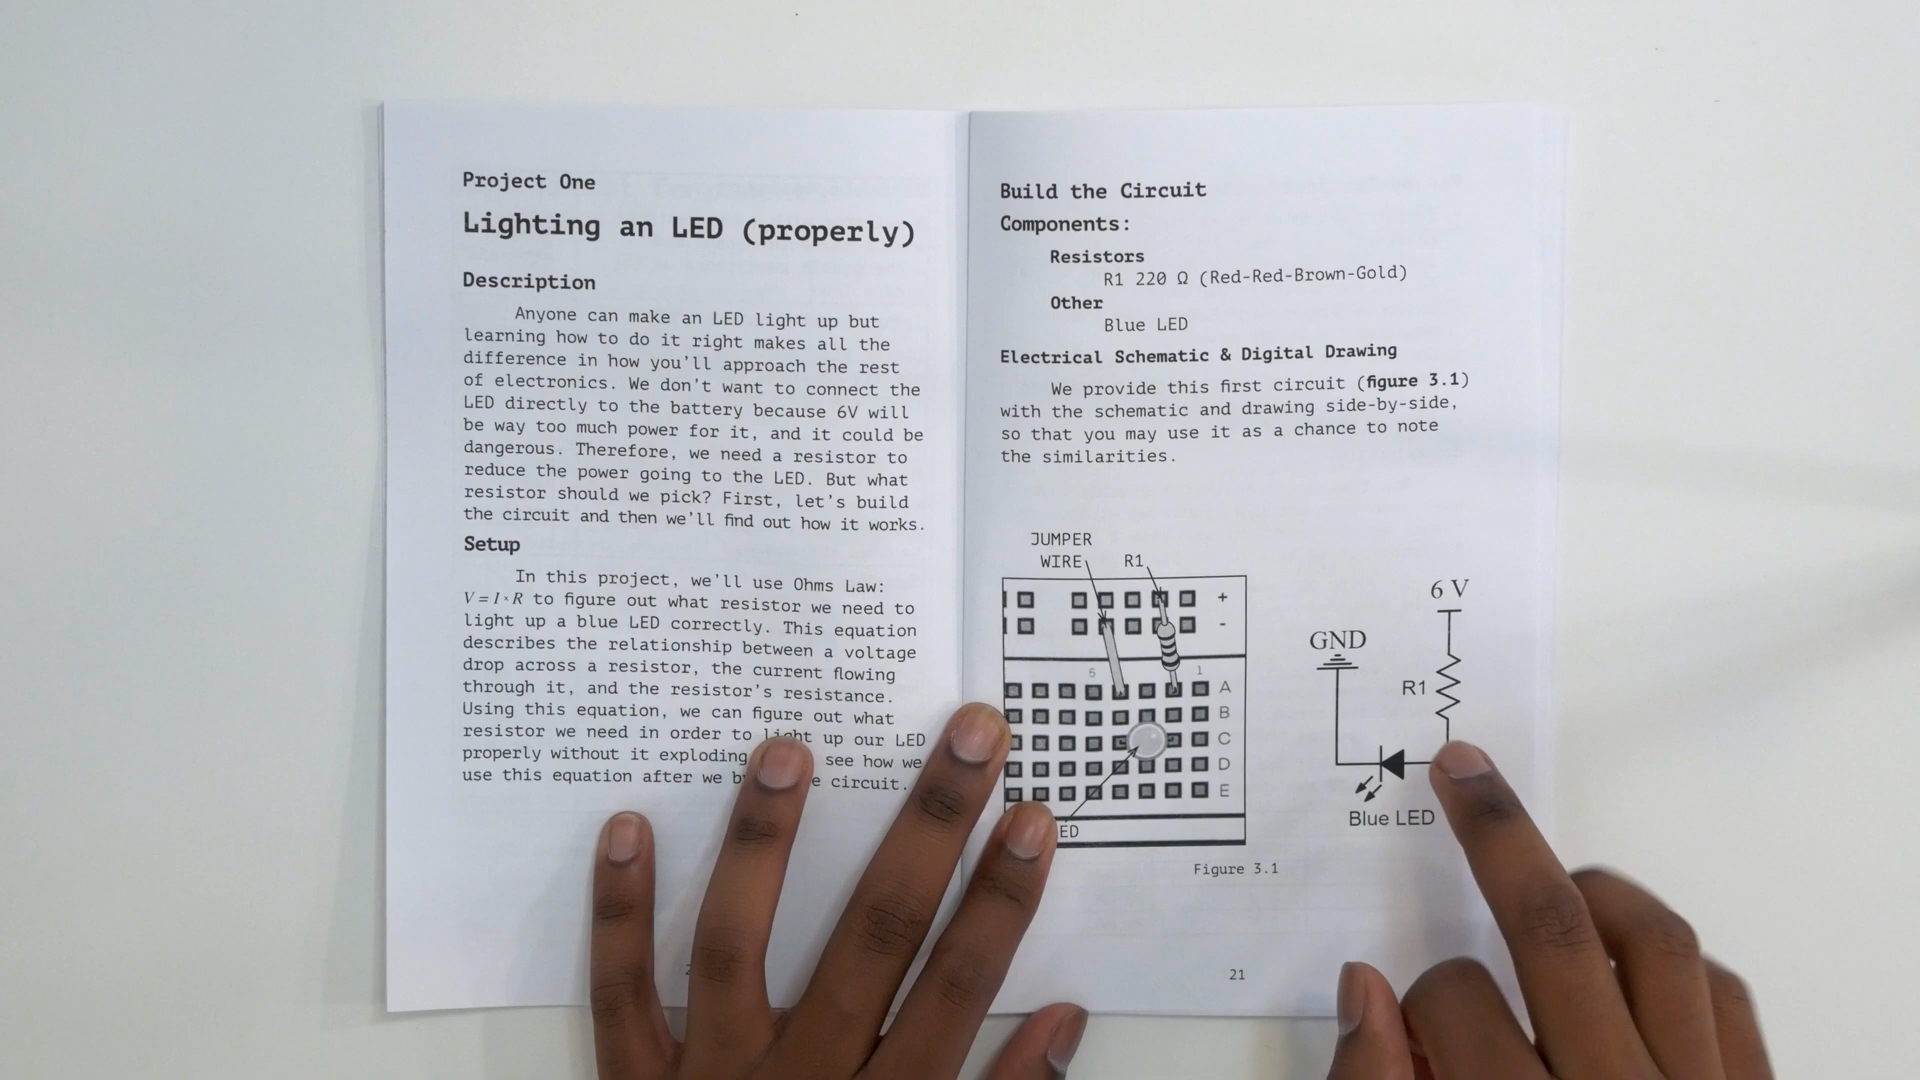 Project One
Lighting an LED (properly)
Description
Anyone can make an LED light up but
learning how to do it right makes all the
difference in how you'll approach the rest
of electronics. We don't want to connect the
LED directly to the battery because 6V will
be way too much power for it, and it could be
dangerous. Therefore, we need a resistor to
reduce the power going to the LED. But what
resistor should we pick? First, let's build
the circuit and then we'll find out how it works.
Setup
In this project, we'll use Ohms Law:
V=I*R to figure out what resistor we need to
light up a blue LED correctly. This equation
describes the relationship between a voltage
drop across a resistor, the current flowing
through it, and the resistor's resistance.
Using this equation, we can figure out what
resistor we need in order to light up our LED
properly without it exploding see how we
use this equation after we circuit.
Build the Circuit
Components:
Resistors
R1 220 Ω (Red-Red-Brown-Gold)
Other
Blue LED
Electrical Schematic & Digital Drawing
We provide this first circuit (figure 3.1)
with the schematic and drawing side-by-side,
so that you may use it as a chance to note
the similarities.
JUMPER
WIRE R1
+
-
5 1
A
B
C
D
E
6 V
GND
R1
Blue LED
Figure 3.1
21